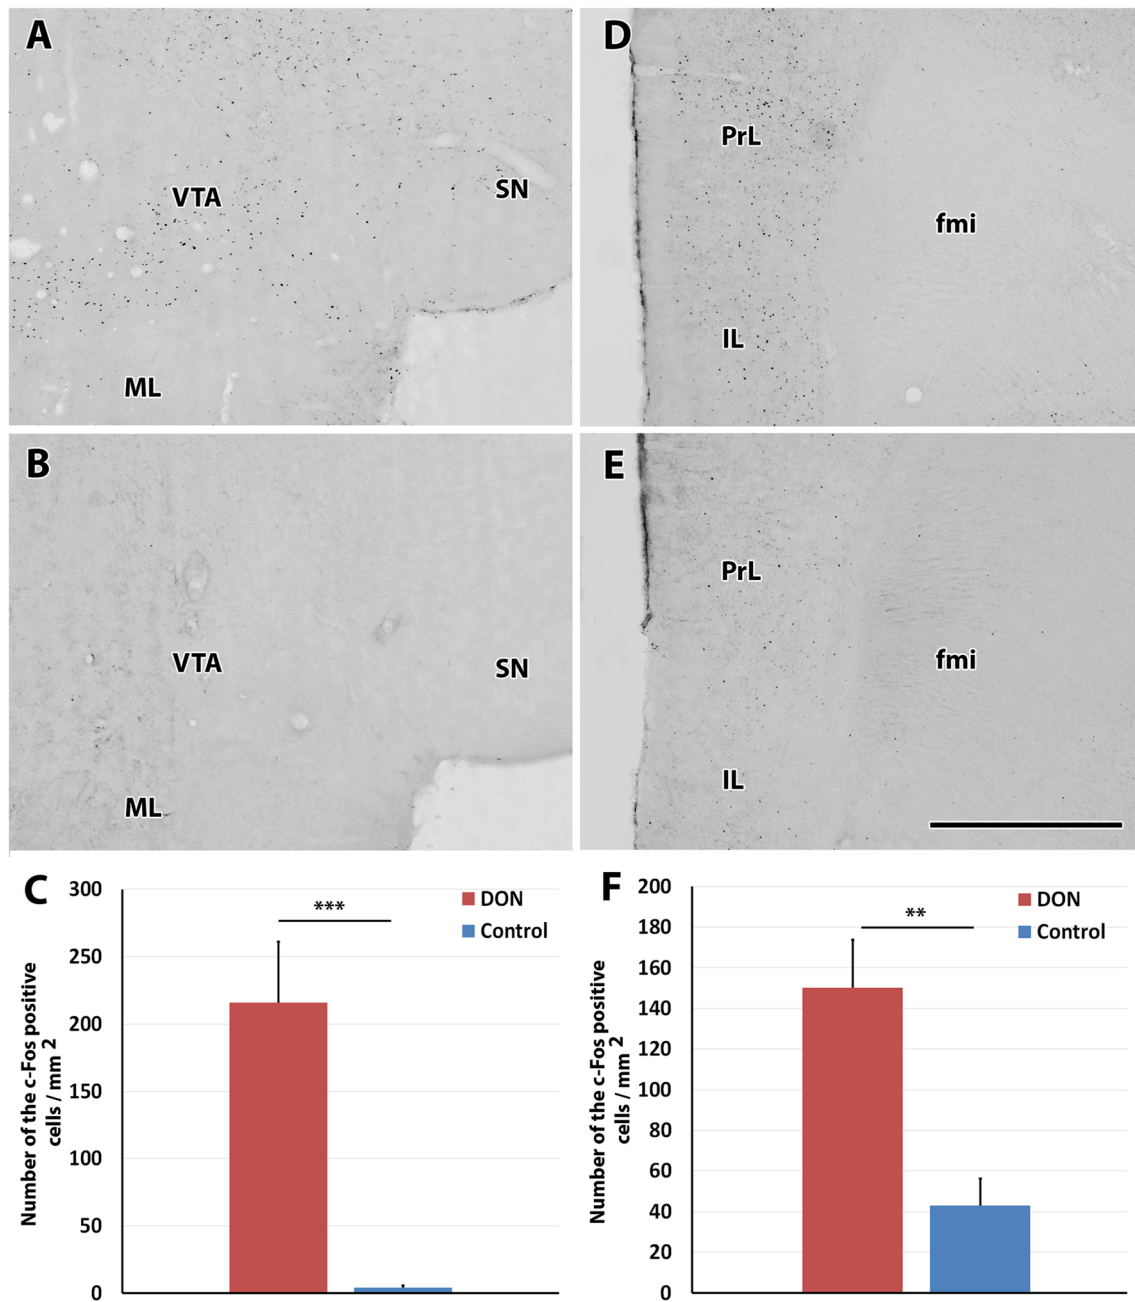 A
VTA
SN
ML
D
PrL
fmi
IL
B
VTA
SN
ML
E
PrL
fmi
IL
C
Number of the c-Fos positive
cells / mm 2
300
250
200
150
100
50
0
***
DON
Control
F
Number of the c-Fos positive
cells / mm 2
200
180
160
140
120
100
80
60
40
20
0
**
DON
Control